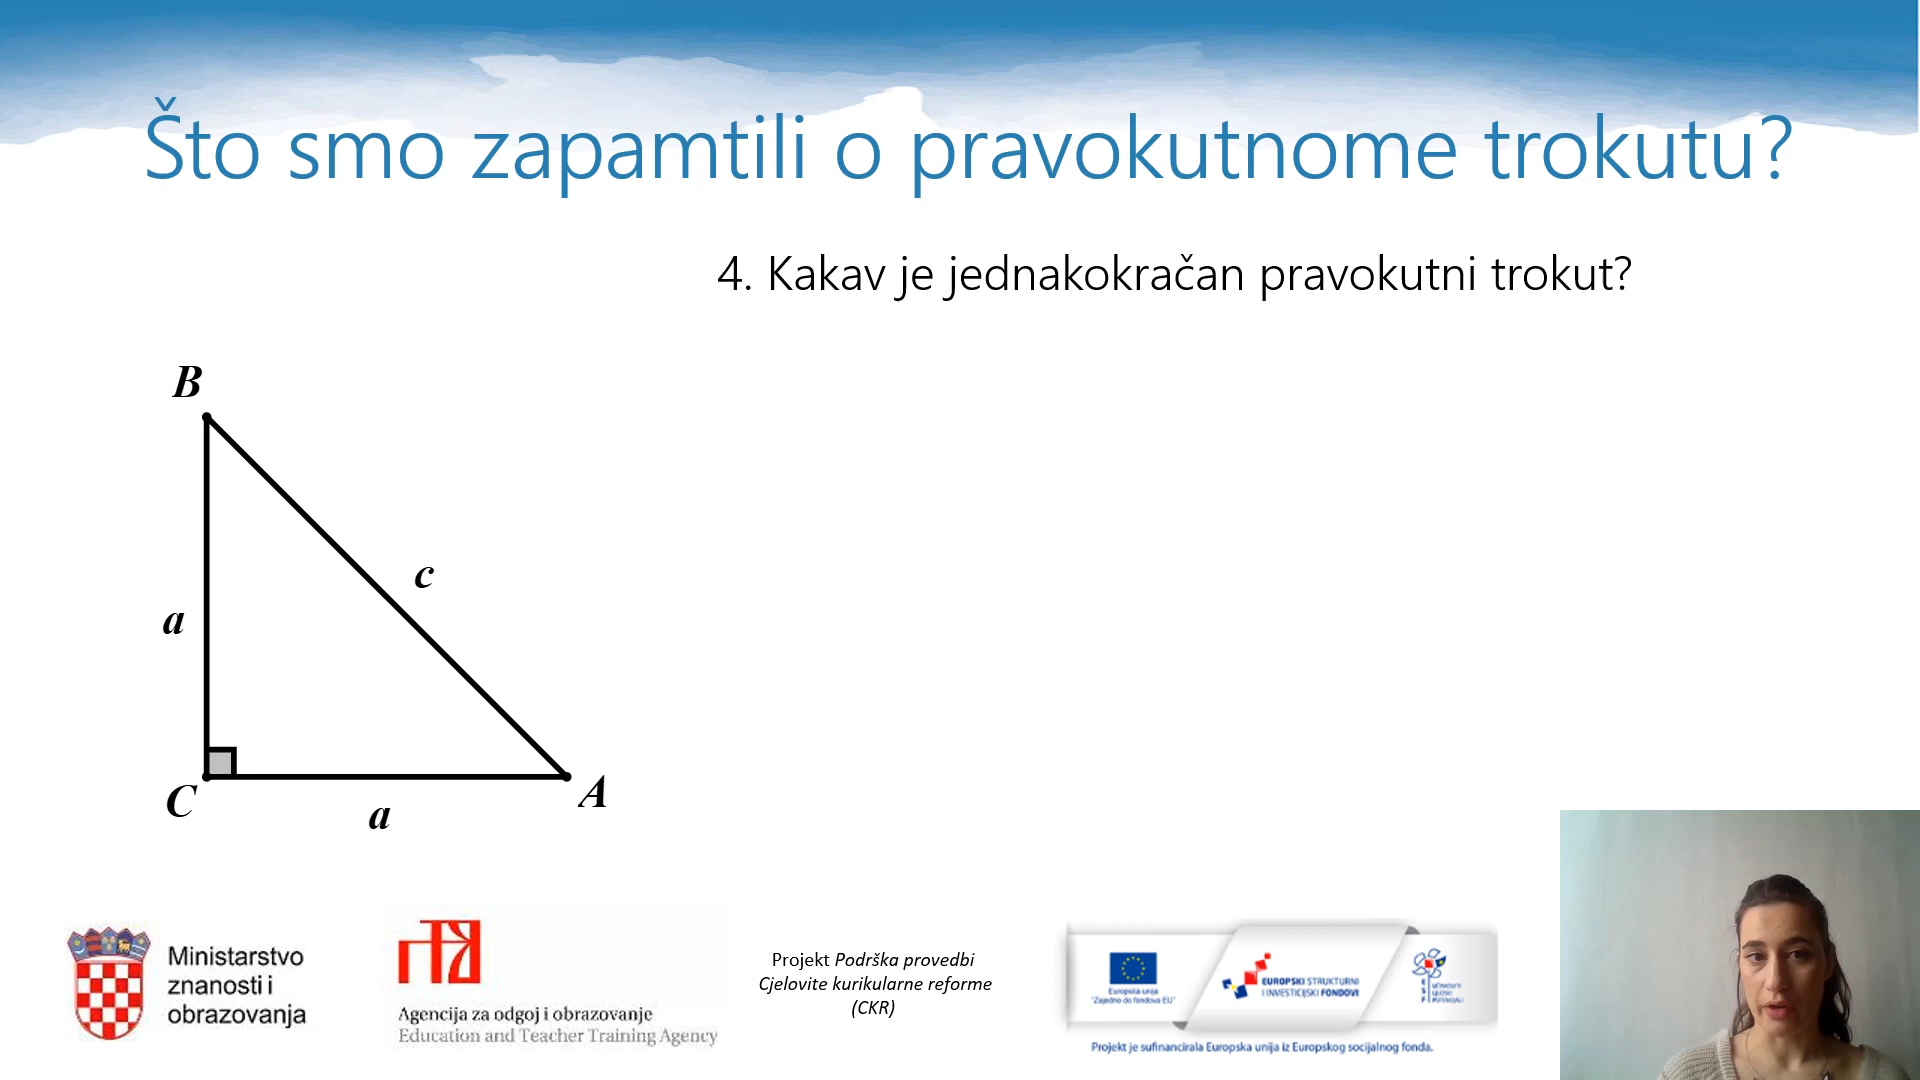 Što smo zapamtili o pravokutnome trokutu?
4. Kakav je jednakokračan pravokutni trokut?
B
c
a
C
A
a
Ministarstvo
znanosti i
obrazovanja
Agencija za odgoj i obrazovanje
Education and Teacher Training Agency
Projekt Podrška provedbi
Cjelovite kurikularne reforme
(CKR)
Europska unija
"Zajedno do fondova EU"
EUROPSKI STRUKTURNI
I INVESTICIJSKI FONDOVI
Projekt je sufinancirala Europska unija iz Europskog socijalnog fonda.